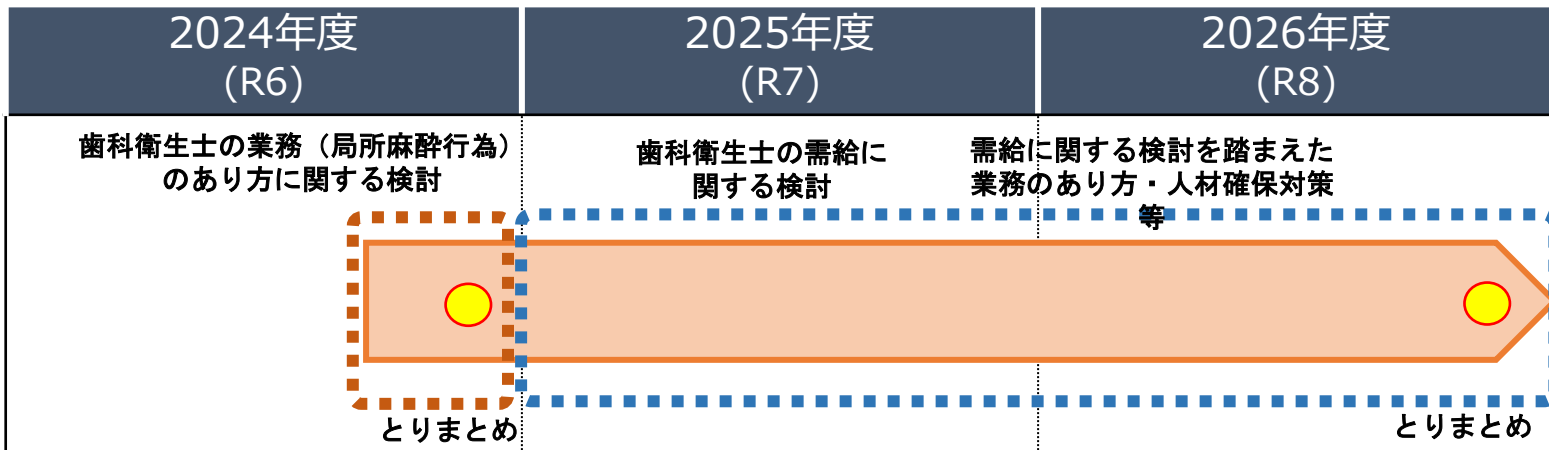 2024年度
(R6)
2025年度
(R7)
2026年度
(R8)
歯科衛生士の業務（局所麻酔行為）
のあり方に関する検討
歯科衛生士の需給に
関する検討
需給に関する検討を踏まえた
業務のあり方・人材確保対策
等
とりまとめ
とりまとめ